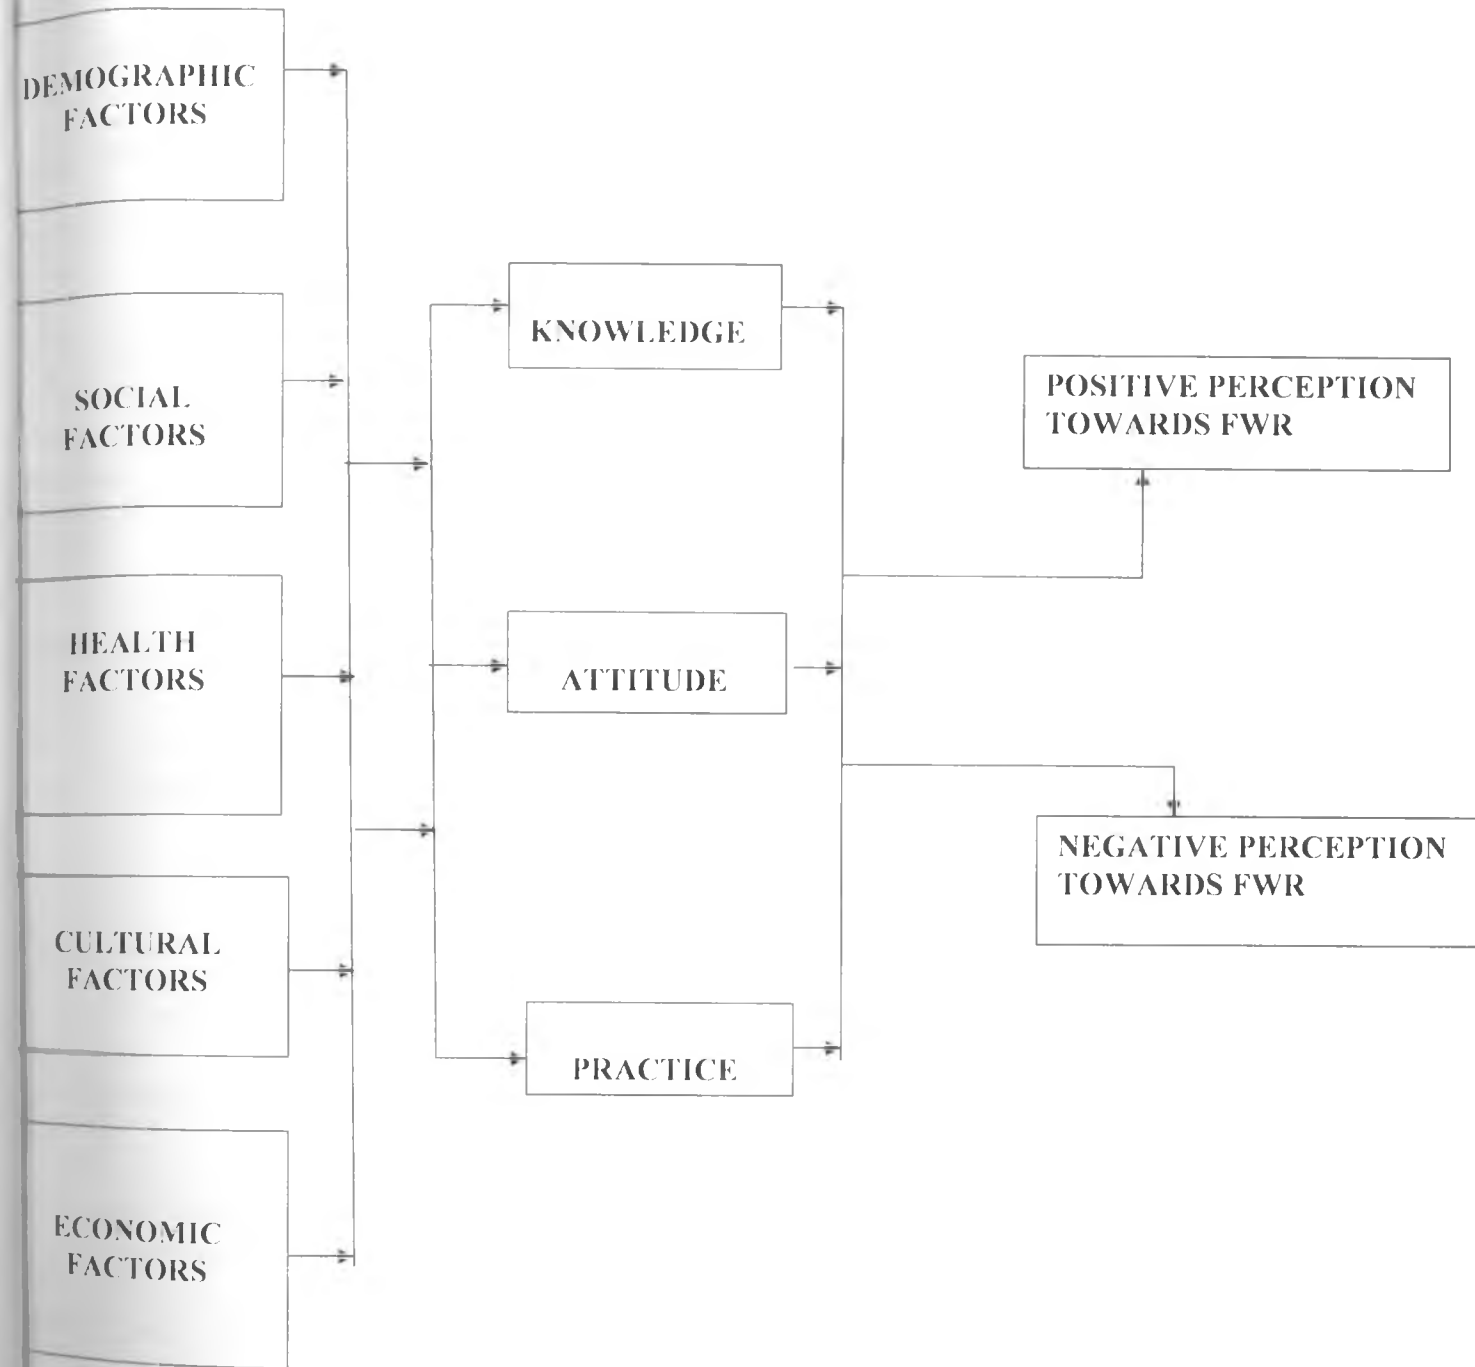 DEMOGRAPHIC
FACTORS
SOCIAL
FACTORS
HEALTH
FACTORS
CULTURAL
FACTORS
ECONOMIC
FACTORS
KNOWLEDGE
ATTITUDE
PRACTICE
POSITIVE PERCEPTION
TOWARDS FWR
NEGATIVE PERCEPTION
TOWARDS FWR